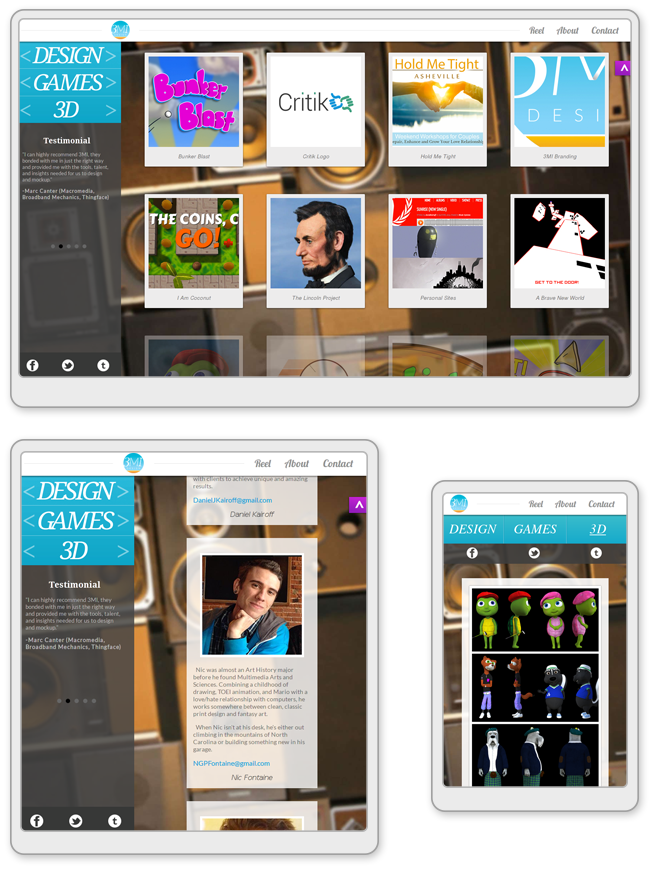 3MI
Reel About Contact
< DESIGN >
< GAMES >
< 3D >
Testimonial
"I can highly recommend 3MI, they
bonded with me in just the right way
and provided me with the tools, talent,
and insights needed for us to design
and mockup."
-Marc Canter (Macromedia,
Broadband Mechanics, Thingface)
Bunker
Blast
Bunker Blast
Critik
Critik Logo
Hold Me Tight
ASHEVILLE
Weekend Workshops for Couples
Repair, Enhance and Grow Your Love Relationship
Hold Me Tight
DESI
3MI Branding
THE COINS, C
GO!
I Am Coconut
The Lincoln Project
Personal Sites
GET TO THE DOOR!
A Brave New World
3MI
Reel About Contact
< DESIGN >
< GAMES >
< 3D >
Testimonial
"I can highly recommend 3MI, they
bonded with me in just the right way
and provided me with the tools, talent,
and insights needed for us to design
and mockup."
-Marc Canter (Macromedia,
Broadband Mechanics, Thingface)
with clients to achieve unique and amazing
results.
DanielJKairoff@gmail.com
Daniel Kairoff
Nic was almost an Art History major
before he found Multimedia Arts and
Sciences. Combining a childhood of
drawing, TOEI animation, and Mario with a
love/hate relationship with computers, he
works somewhere between clean, classic
print design and fantasy art.
When Nic isn't at his desk, he's either out
climbing in the mountains of North
Carolina or building something new in his
garage.
NGPFontaine@gmail.com
Nic Fontaine
3MI
Reel About Contact
DESIGN GAMES 3D